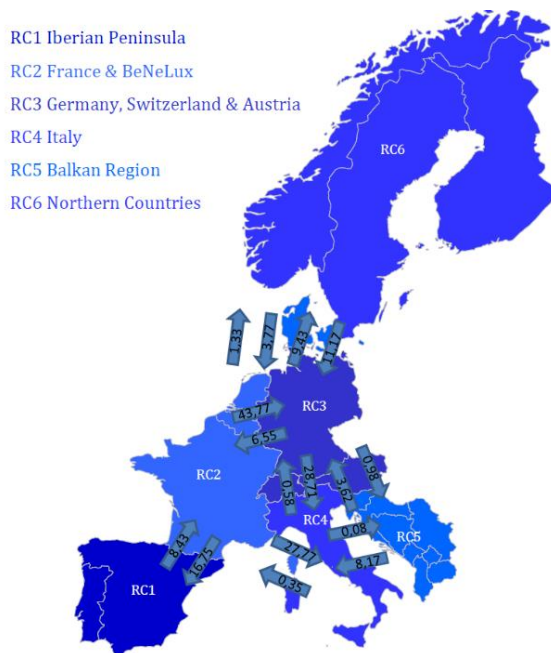 RC1 Iberian Peninsula
RC2 France & BeNeLux
RC3 Germany, Switzerland & Austria
RC4 Italy
RC5 Balkan Region
RC6 Northern Countries
RC6
1.33
3.77
9.43
11.17
RC3
43,77
6,55
RC2
0.58
28.71
3,62
0.98
RC4
0,08
RC5
8,43
16,75
27,77
8,17
0,35
RC1